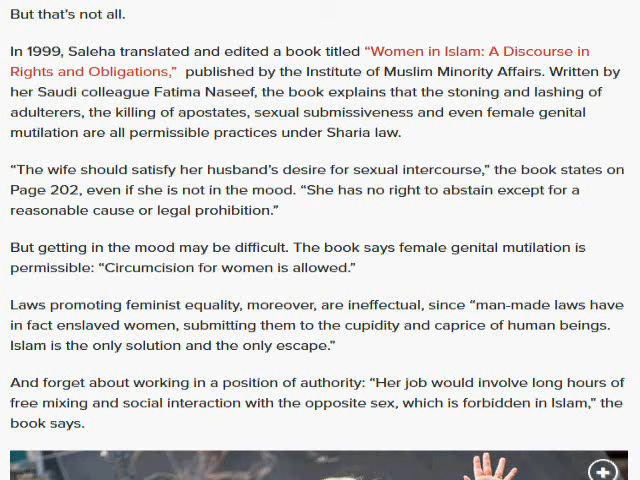 But that's not all.
In 1999, Saleha translated and edited a book titled “Women in Islam: A Discourse in
Rights and Obligations,”  published by the Institute of Muslim Minority Affairs. Written by
her Saudi colleague Fatima Naseef, the book explains that the stoning and lashing of
adulterers, the killing of apostates, sexual submissiveness and even female genital
mutilation are all permissible practices under Sharia law.
“The wife should satisfy her husband’s desire for sexual intercourse,” the book states on
Page 202, even if she is not in the mood. “She has no right to abstain except for a
reasonable cause or legal prohibition.”
But getting in the mood may be difficult. The book says female genital mutilation is
permissible: “Circumcision for women is allowed.”
Laws promoting feminist equality, moreover, are ineffectual, since “man-made laws have
in fact enslaved women, submitting them to the cupidity and caprice of human beings.
Islam is the only solution and the only escape.”
And forget about working in a position of authority: “Her job would involve long hours of
free mixing and social interaction with the opposite sex, which is forbidden in Islam,” the
book says.